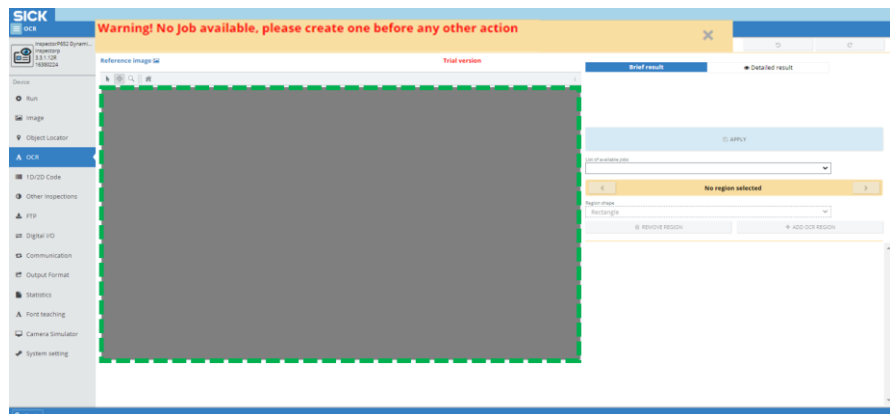 SICK
OCR
Warning! No Job available, please create one before any other action
InspectorP652 Dynami...
Inspectorp
3.3.1.12R
Reference image
Trial version
Brief result
Detailed result
Device
Run
Image
Object Locator
OCR
1D/2D Code
Other inspections
FTP
Digital I/O
Communication
Output Format
Statistics
Font teaching
Camera Simulator
System setting
APPLY
List of available jobs
No region selected
Region shape
Rectangle
REMOVE REGION
+ ADD OCR REGION